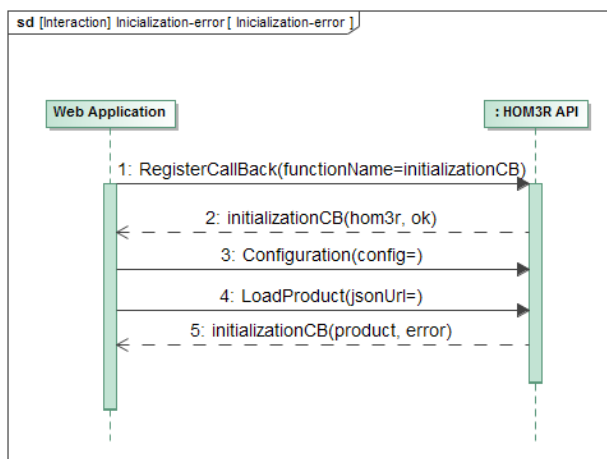 sd [Interaction] Inicialization-error [ Inicialization-error ]
Web Application
: HOM3R API
1: RegisterCallBack(functionName=initializationCB)
2: initializationCB(hom3r, ok)
3: Configuration(config=)
4: LoadProduct(jsonUrl=)
5: initializationCB(product, error)